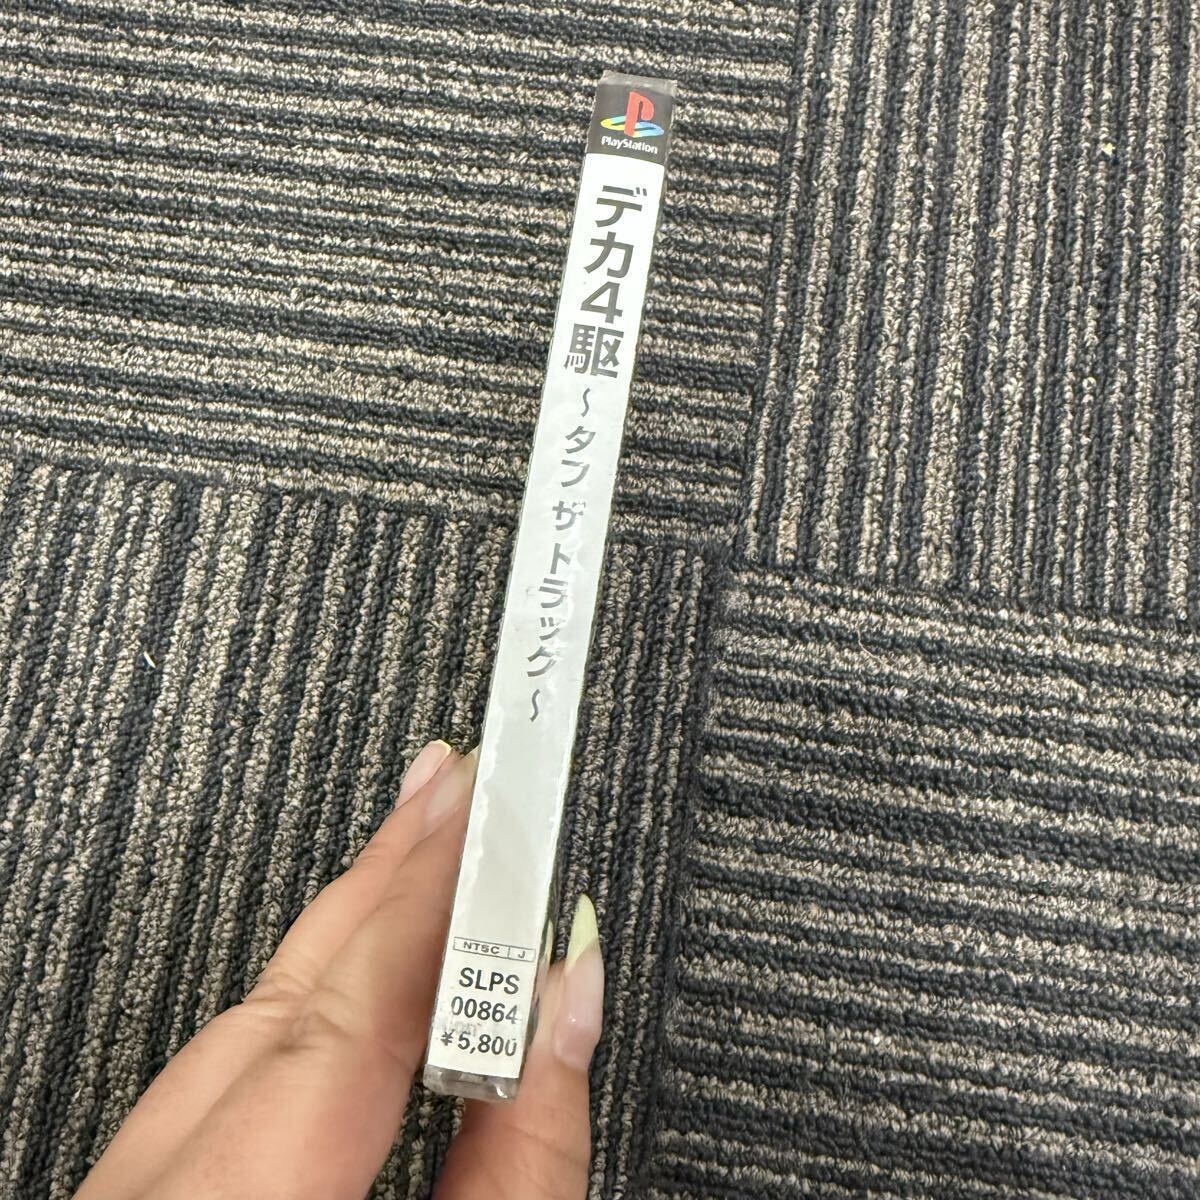 PlayStation
デカ4駆
〜タフ ザ トラック〜
NTSC J
SLPS
00864
¥5,800